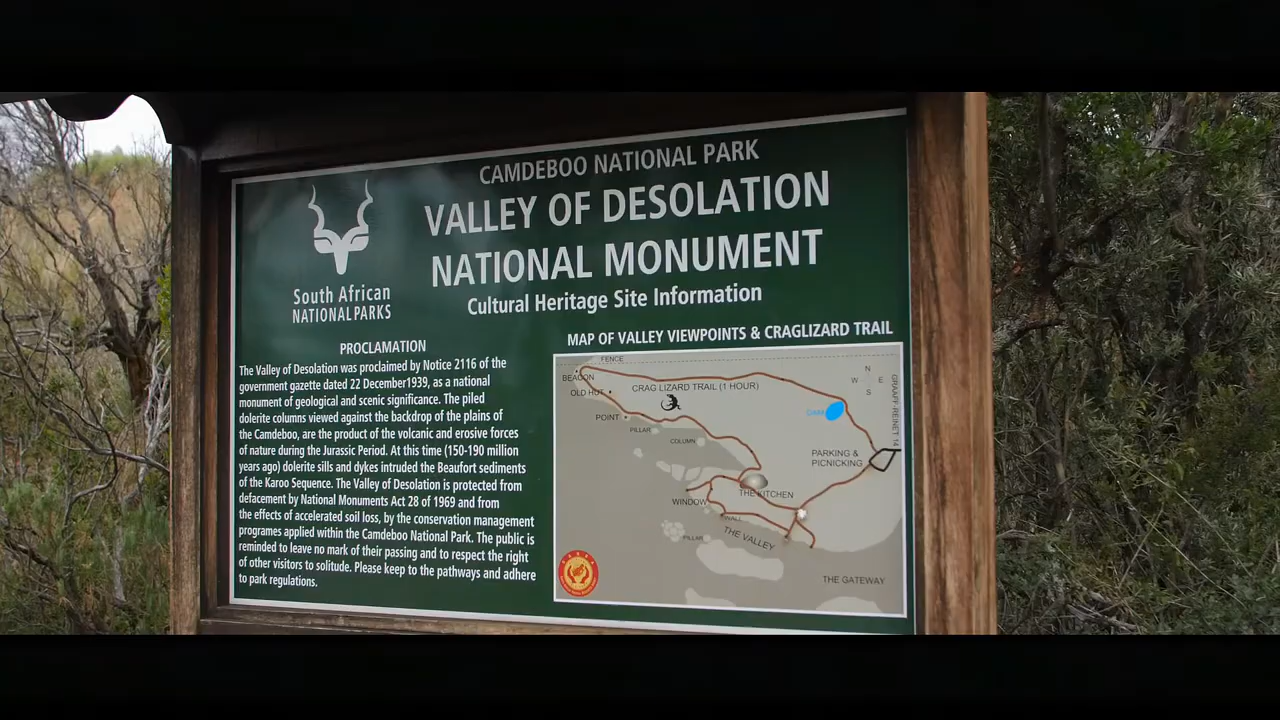 CAMDEBOO NATIONAL PARK
VALLEY OF DESOLATION
NATIONAL MONUMENT
Cultural Heritage Site Information
South African
NATIONAL PARKS
PROCLAMATION
The Valley of Desolation was proclaimed by Notice 2116 of the
government gazette dated 22 December1939, as a national
monument of geological and scenic significance. The piled
dolerite columns viewed against the backdrop of the plains of
the Camdeboo, are the product of the volcanic and erosive forces
of nature during the Jurassic Period. At this time (150-190 million
years ago) dolerite sills and dykes intruded the Beaufort sediments
of the Karoo Sequence. The Valley of Desolation is protected from
defacement by National Monuments Act 28 of 1969 and from
the effects of accelerated soil loss, by the conservation management
programes applied within the Camdeboo National Park. The public is
reminded to leave no mark of their passing and to respect the right
of other visitors to solitude. Please keep to the pathways and adhere
to park regulations.
MAP OF VALLEY VIEWPOINTS & CRAGLIZARD TRAIL
FENCE
BEACON
OLD HUT
CRAG LIZARD TRAIL (1 HOUR)
N
W E
S
POINT
PILLAR
COLUMN
DAM
PARKING &
PICNICKING
GRAAFF-REINET 14
WINDOW
THE KITCHEN
WALL
PILLAR
THE VALLEY
THE GATEWAY